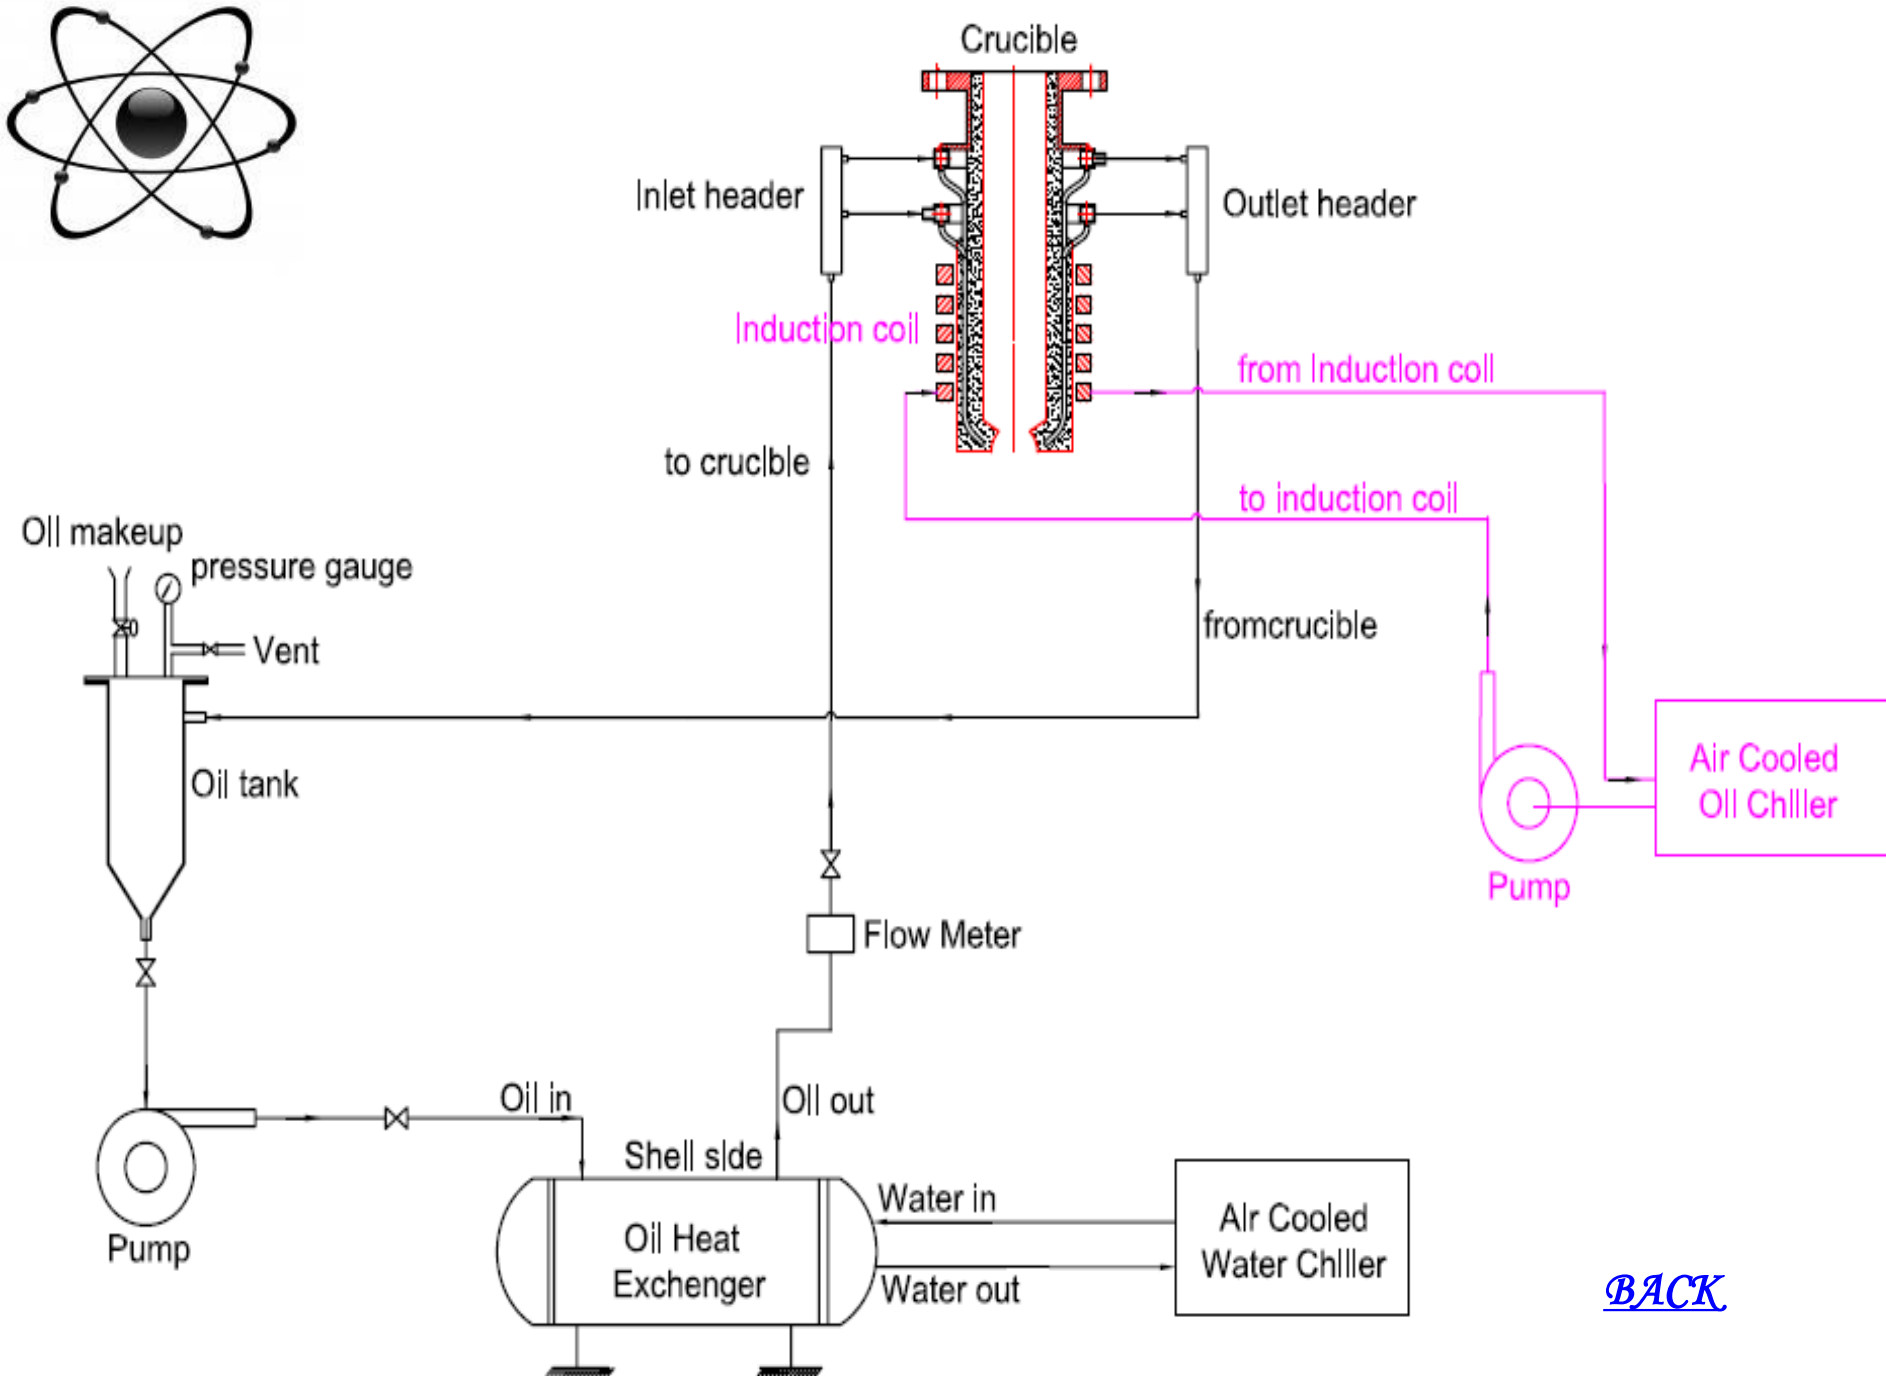 Crucible
Inlet header
Outlet header
Induction coil
from Induction coil
to crucible
to induction coil
Oil makeup
pressure gauge
fromcrucible
Vent
Air Cooled
Oil Chiller
Oil tank
Pump
Flow Meter
Oil in
Oil out
Shell side
Water in
Air Cooled
Water Chiller
Oil Heat
Exchenger
Pump
Water out
BACK